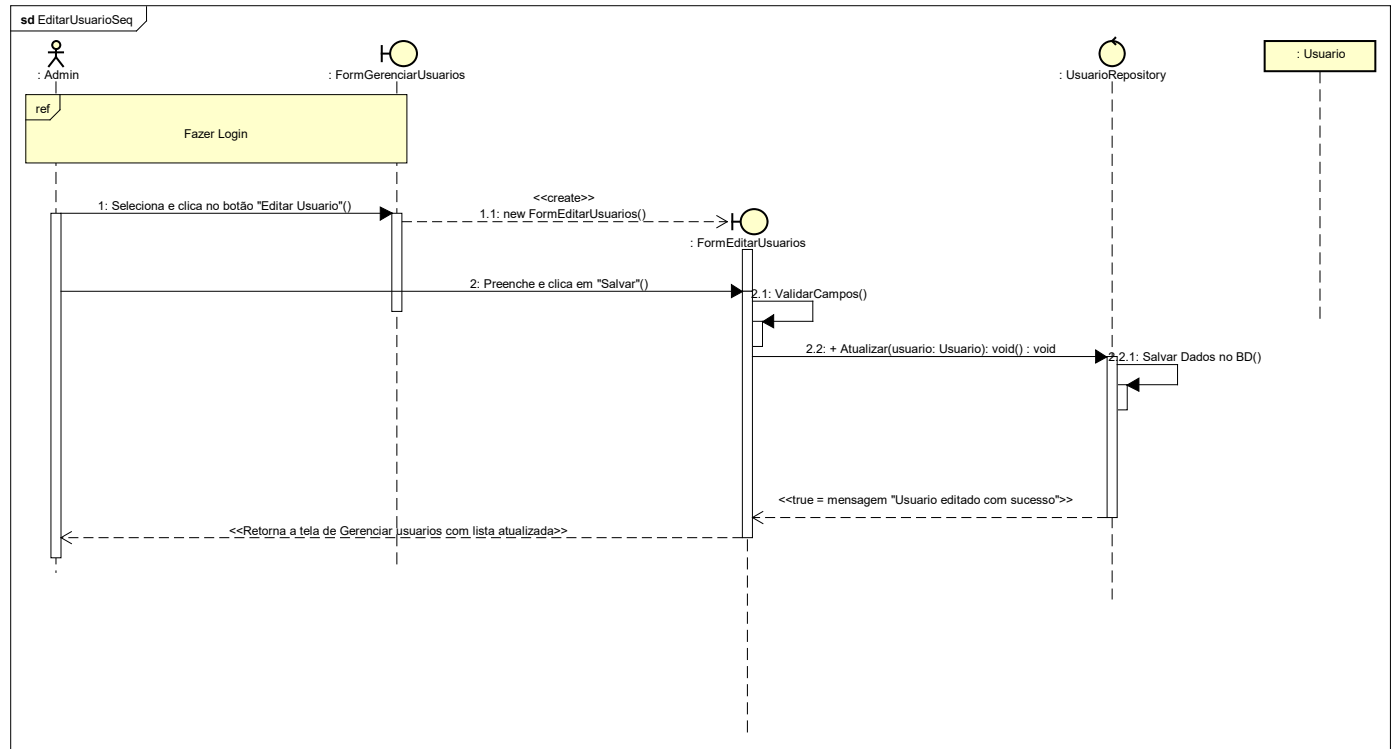 sd EditarUsuarioSeq
: Admin
: FormGerenciarUsuarios
: UsuarioRepository
: Usuario
ref
Fazer Login
1: Seleciona e clica no botão "Editar Usuario"()
<<create>>
1.1: new FormEditarUsuarios()
: FormEditarUsuarios
2: Preenche e clica em "Salvar"()
2.1: ValidarCampos()
2.2: + Atualizar(usuario: Usuario): void() : void
2.2.1: Salvar Dados no BD()
<<true = mensagem "Usuario editado com sucesso">>
<<Retorna a tela de Gerenciar usuarios com lista atualizada>>